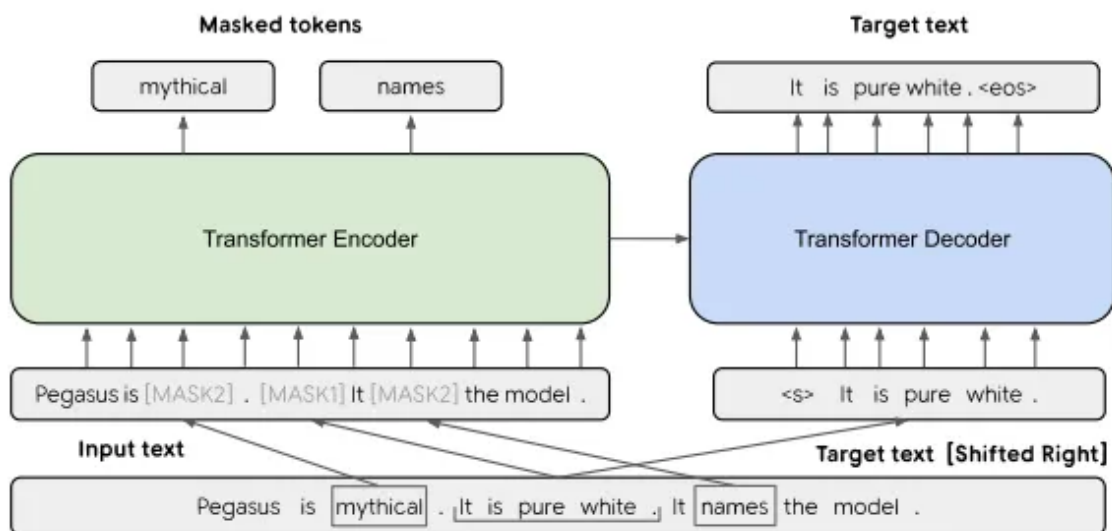 Masked tokens Target text
mythical names It is pure white . <eos>
Transformer Encoder Transformer Decoder
Pegasus is [MASK2] . [MASK1] It [MASK2] the model . <s> It is pure white .
Input text Target text [Shifted Right]
Pegasus is mythical . It is pure white . It names the model .